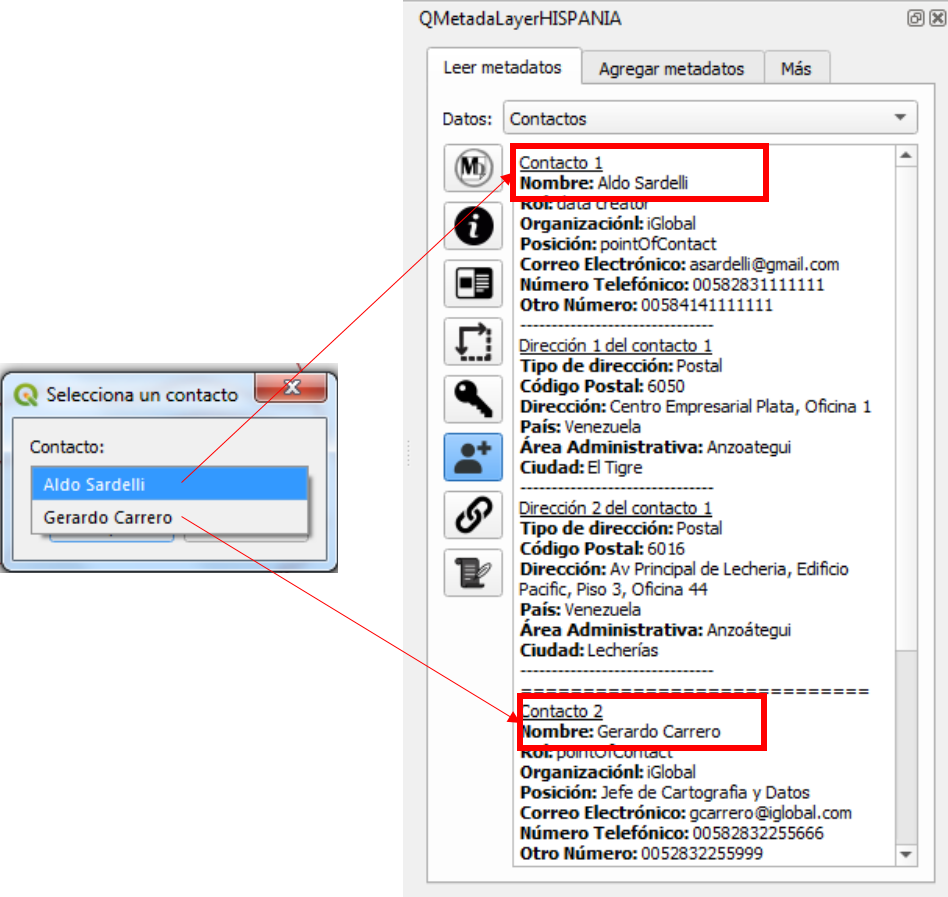 QMetadaLayerHISPANIA
Leer metadatos
Agregar metadatos
Más
Datos:
Contactos
Contacto 1
Nombre: Aldo Sardelli
Rol: data creator
Organizaciónl: iGlobal
Posición: pointOfContact
Correo Electrónico: asardelli@gmail.com
Número Telefónico: 00582831111111
Otro Número: 00584141111111
-------------------------------
Dirección 1 del contacto 1
Tipo de dirección: Postal
Código Postal: 6050
Dirección: Centro Empresarial Plata, Oficina 1
País: Venezuela
Área Administrativa: Anzoategui
Ciudad: El Tigre
-------------------------------
Dirección 2 del contacto 1
Tipo de dirección: Postal
Código Postal: 6016
Dirección: Av Principal de Lecheria, Edificio
Pacific, Piso 3, Oficina 44
País: Venezuela
Área Administrativa: Anzoátegui
Ciudad: Lecherías
-------------------------------
============================
Contacto 2
Nombre: Gerardo Carrero
Rol: pointOfContact
Organizaciónl: iGlobal
Posición: Jefe de Cartografia y Datos
Correo Electrónico: gcarrero@iglobal.com
Número Telefónico: 00582832255666
Otro Número: 0052832255999
Selecciona un contacto
Contacto:
Aldo Sardelli
Gerardo Carrero